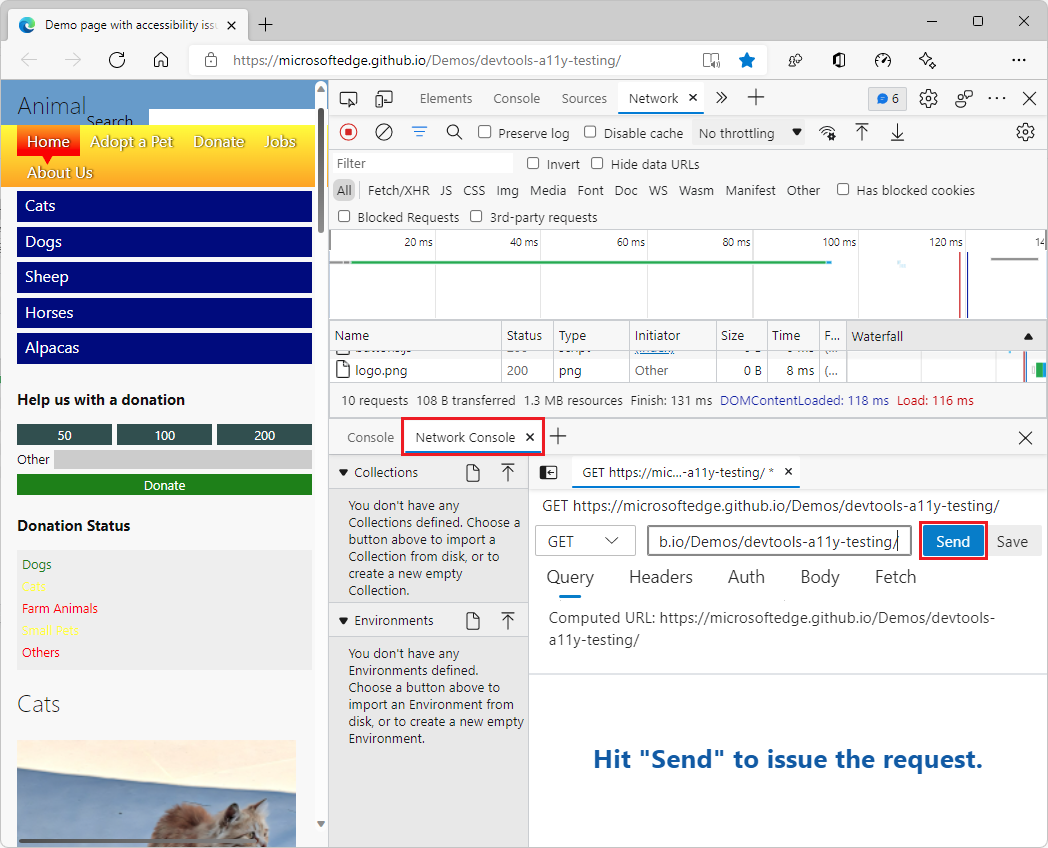 Demo page with accessibility iss
https://microsoftedge.github.io/Demos/devtools-a11y-testing/
Animal
Search
Home Adopt a Pet Donate Jobs
About Us
Cats
Dogs
Sheep
Horses
Alpacas
Help us with a donation
50 100 200
Other
Donate
Donation Status
Dogs
Cats
Farm Animals
Small Pets
Others
Cats
Elements Console Sources Network 6
Preserve log Disable cache No throttling
Filter Invert Hide data URLs
All Fetch/XHR JS CSS Img Media Font Doc WS Wasm Manifest Other Has blocked cookies
Blocked Requests 3rd-party requests
20 ms 40 ms 60 ms 80 ms 100 ms 120 ms 14
Name Status Type Initiator Size Time F... Waterfall
logo.png 200 png Other 0 B 8 ms (...
10 requests 108 B transferred 1.3 MB resources Finish: 131 ms DOMContentLoaded: 118 ms Load: 116 ms
Console Network Console
Collections
You don't have any
Collections defined. Choose a
button above to import a
Collection from disk, or to
create a new empty
Collection.
Environments
You don't have any
Environments defined.
Choose a button above to
import an Environment from
disk, or to create a new empty
Environment.
GET https://mic...-a11y-testing/ *
GET https://microsoftedge.github.io/Demos/devtools-a11y-testing/
GET b.io/Demos/devtools-a11y-testing/ Send Save
Query Headers Auth Body Fetch
Computed URL: https://microsoftedge.github.io/Demos/devtools-
a11y-testing/
Hit "Send" to issue the request.